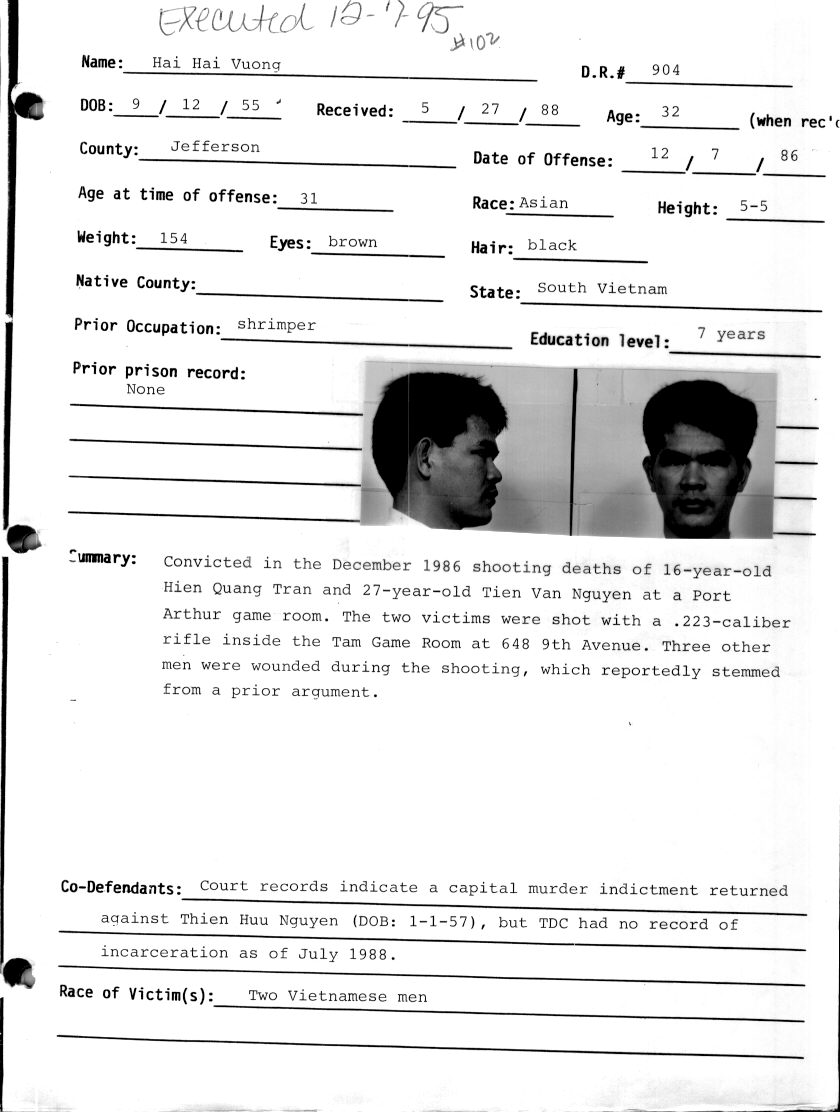 Executed 12-7-95
#102
Name: Hai Hai Vuong D.R.# 904
DOB: 9 / 12 / 55 Received: 5 / 27 / 88 Age: 32 (when rec'd
County: Jefferson Date of Offense: 12 / 7 / 86
Age at time of offense: 31 Race: Asian Height: 5-5
Weight: 154 Eyes: brown Hair: black
Native County: State: South Vietnam
Prior Occupation: shrimper Education level: 7 years
Prior prison record:
None
Summary: Convicted in the December 1986 shooting deaths of 16-year-old
Hien Quang Tran and 27-year-old Tien Van Nguyen at a Port
Arthur game room. The two victims were shot with a .223-caliber
rifle inside the Tam Game Room at 648 9th Avenue. Three other
men were wounded during the shooting, which reportedly stemmed
from a prior argument.
Co-Defendants: Court records indicate a capital murder indictment returned
against Thien Huu Nguyen (DOB: 1-1-57), but TDC had no record of
incarceration as of July 1988.
Race of Victim(s): Two Vietnamese men